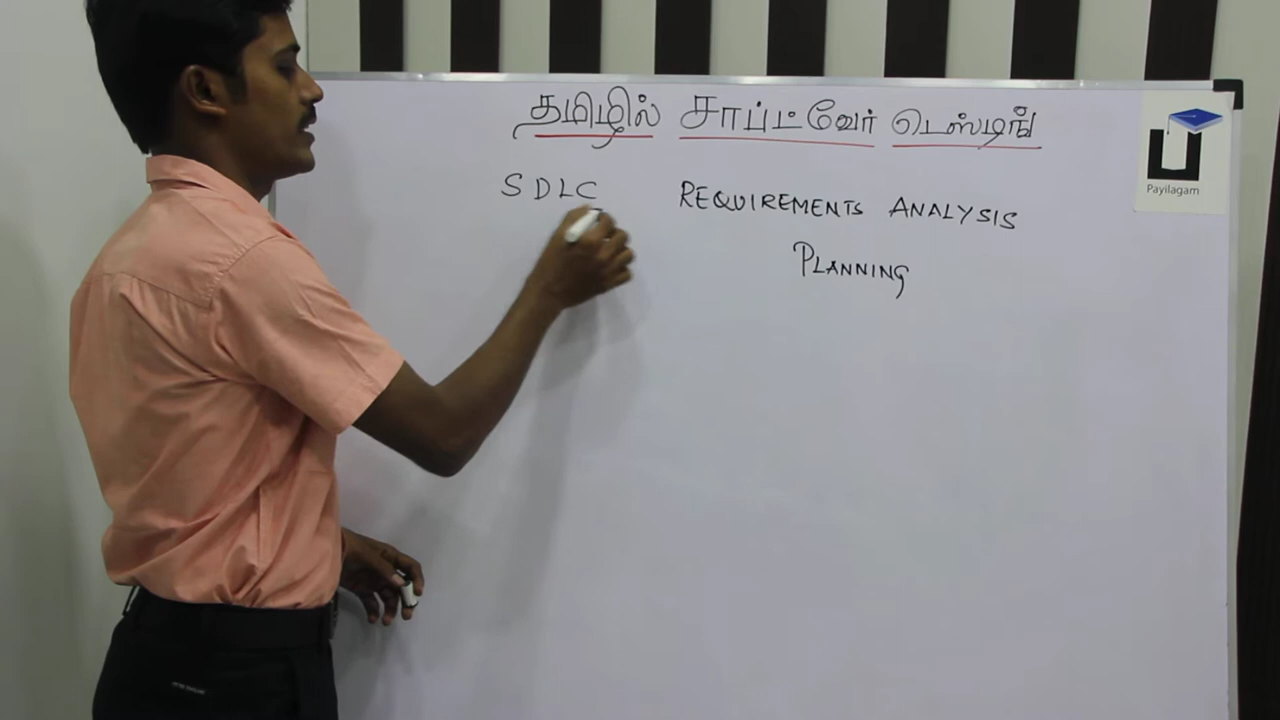 தமிழில் சாப்ட்வேர் டெஸ்டிங்
SDLC REQUIREMENTS ANALYSIS
PLANNING
Payilagam